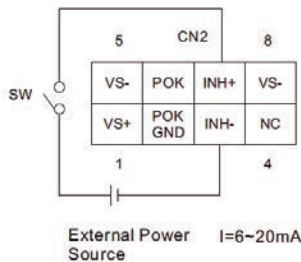 5 CN2 8
SW
VS- POK INH+ VS-
VS+ POK GND INH- NC
1 4
External Power Source I=6~20mA